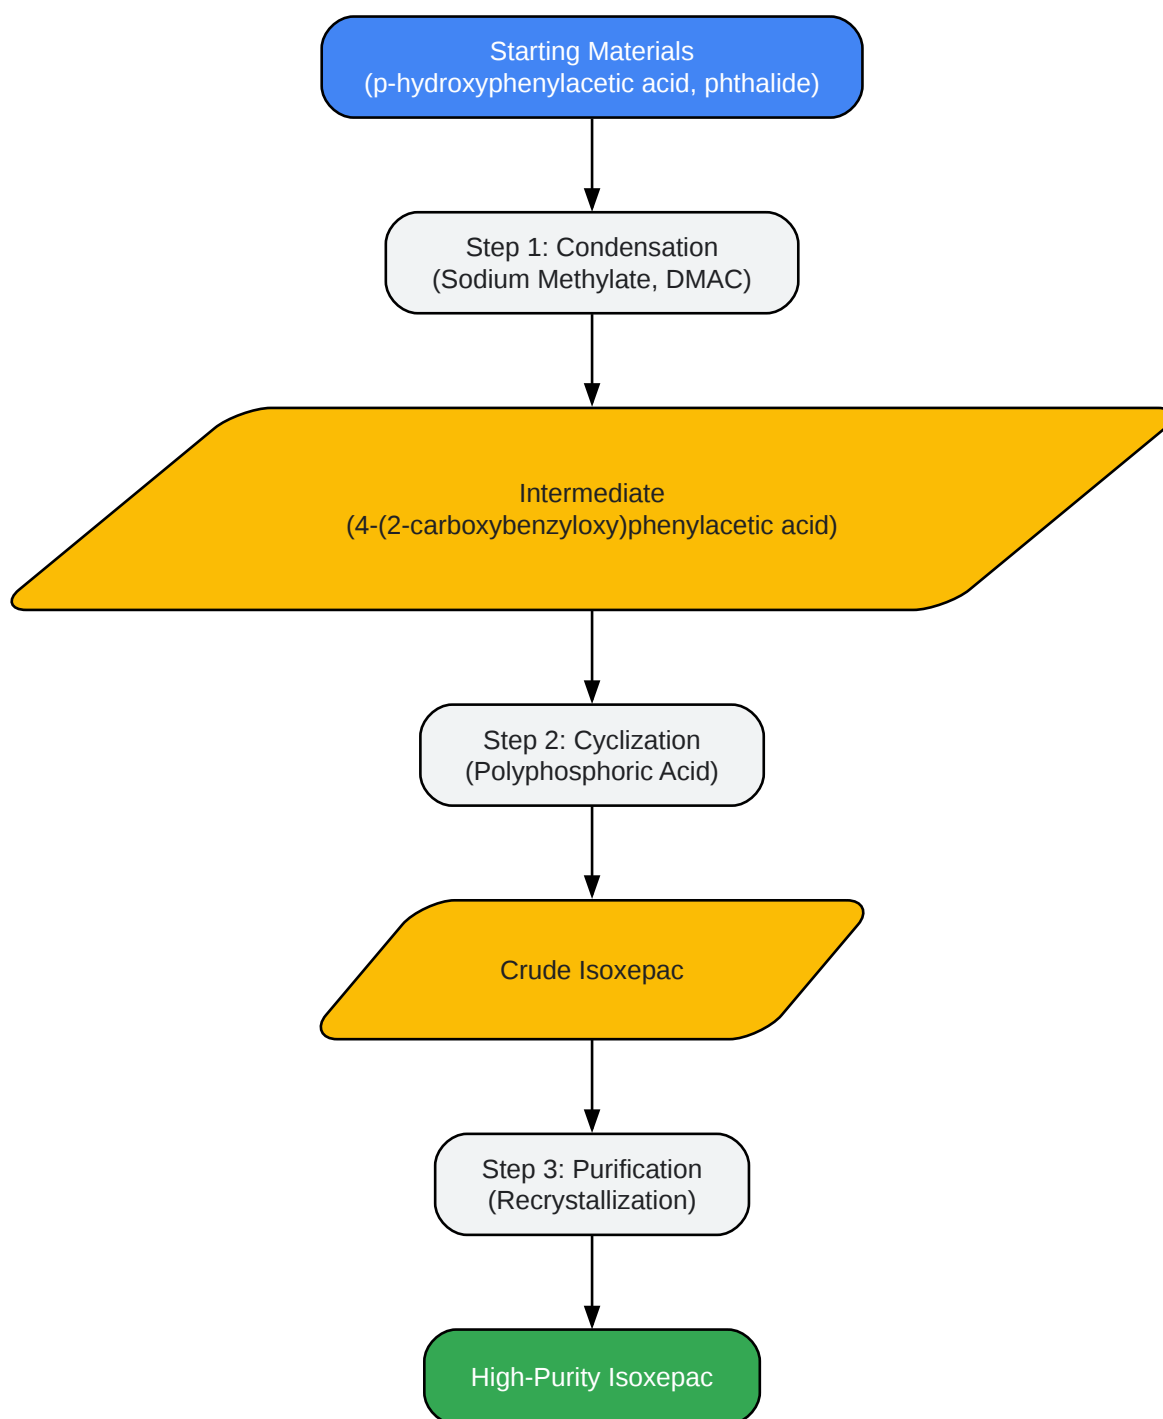 Starting Materials
(p-hydroxyphenylacetic acid, phthalide)
Step 1: Condensation
(Sodium Methylate, DMAC)
Intermediate
(4-(2-carboxybenzyloxy)phenylacetic acid)
Step 2: Cyclization
(Polyphosphoric Acid)
Crude Isoxepac
Step 3: Purification
(Recrystallization)
High-Purity Isoxepac